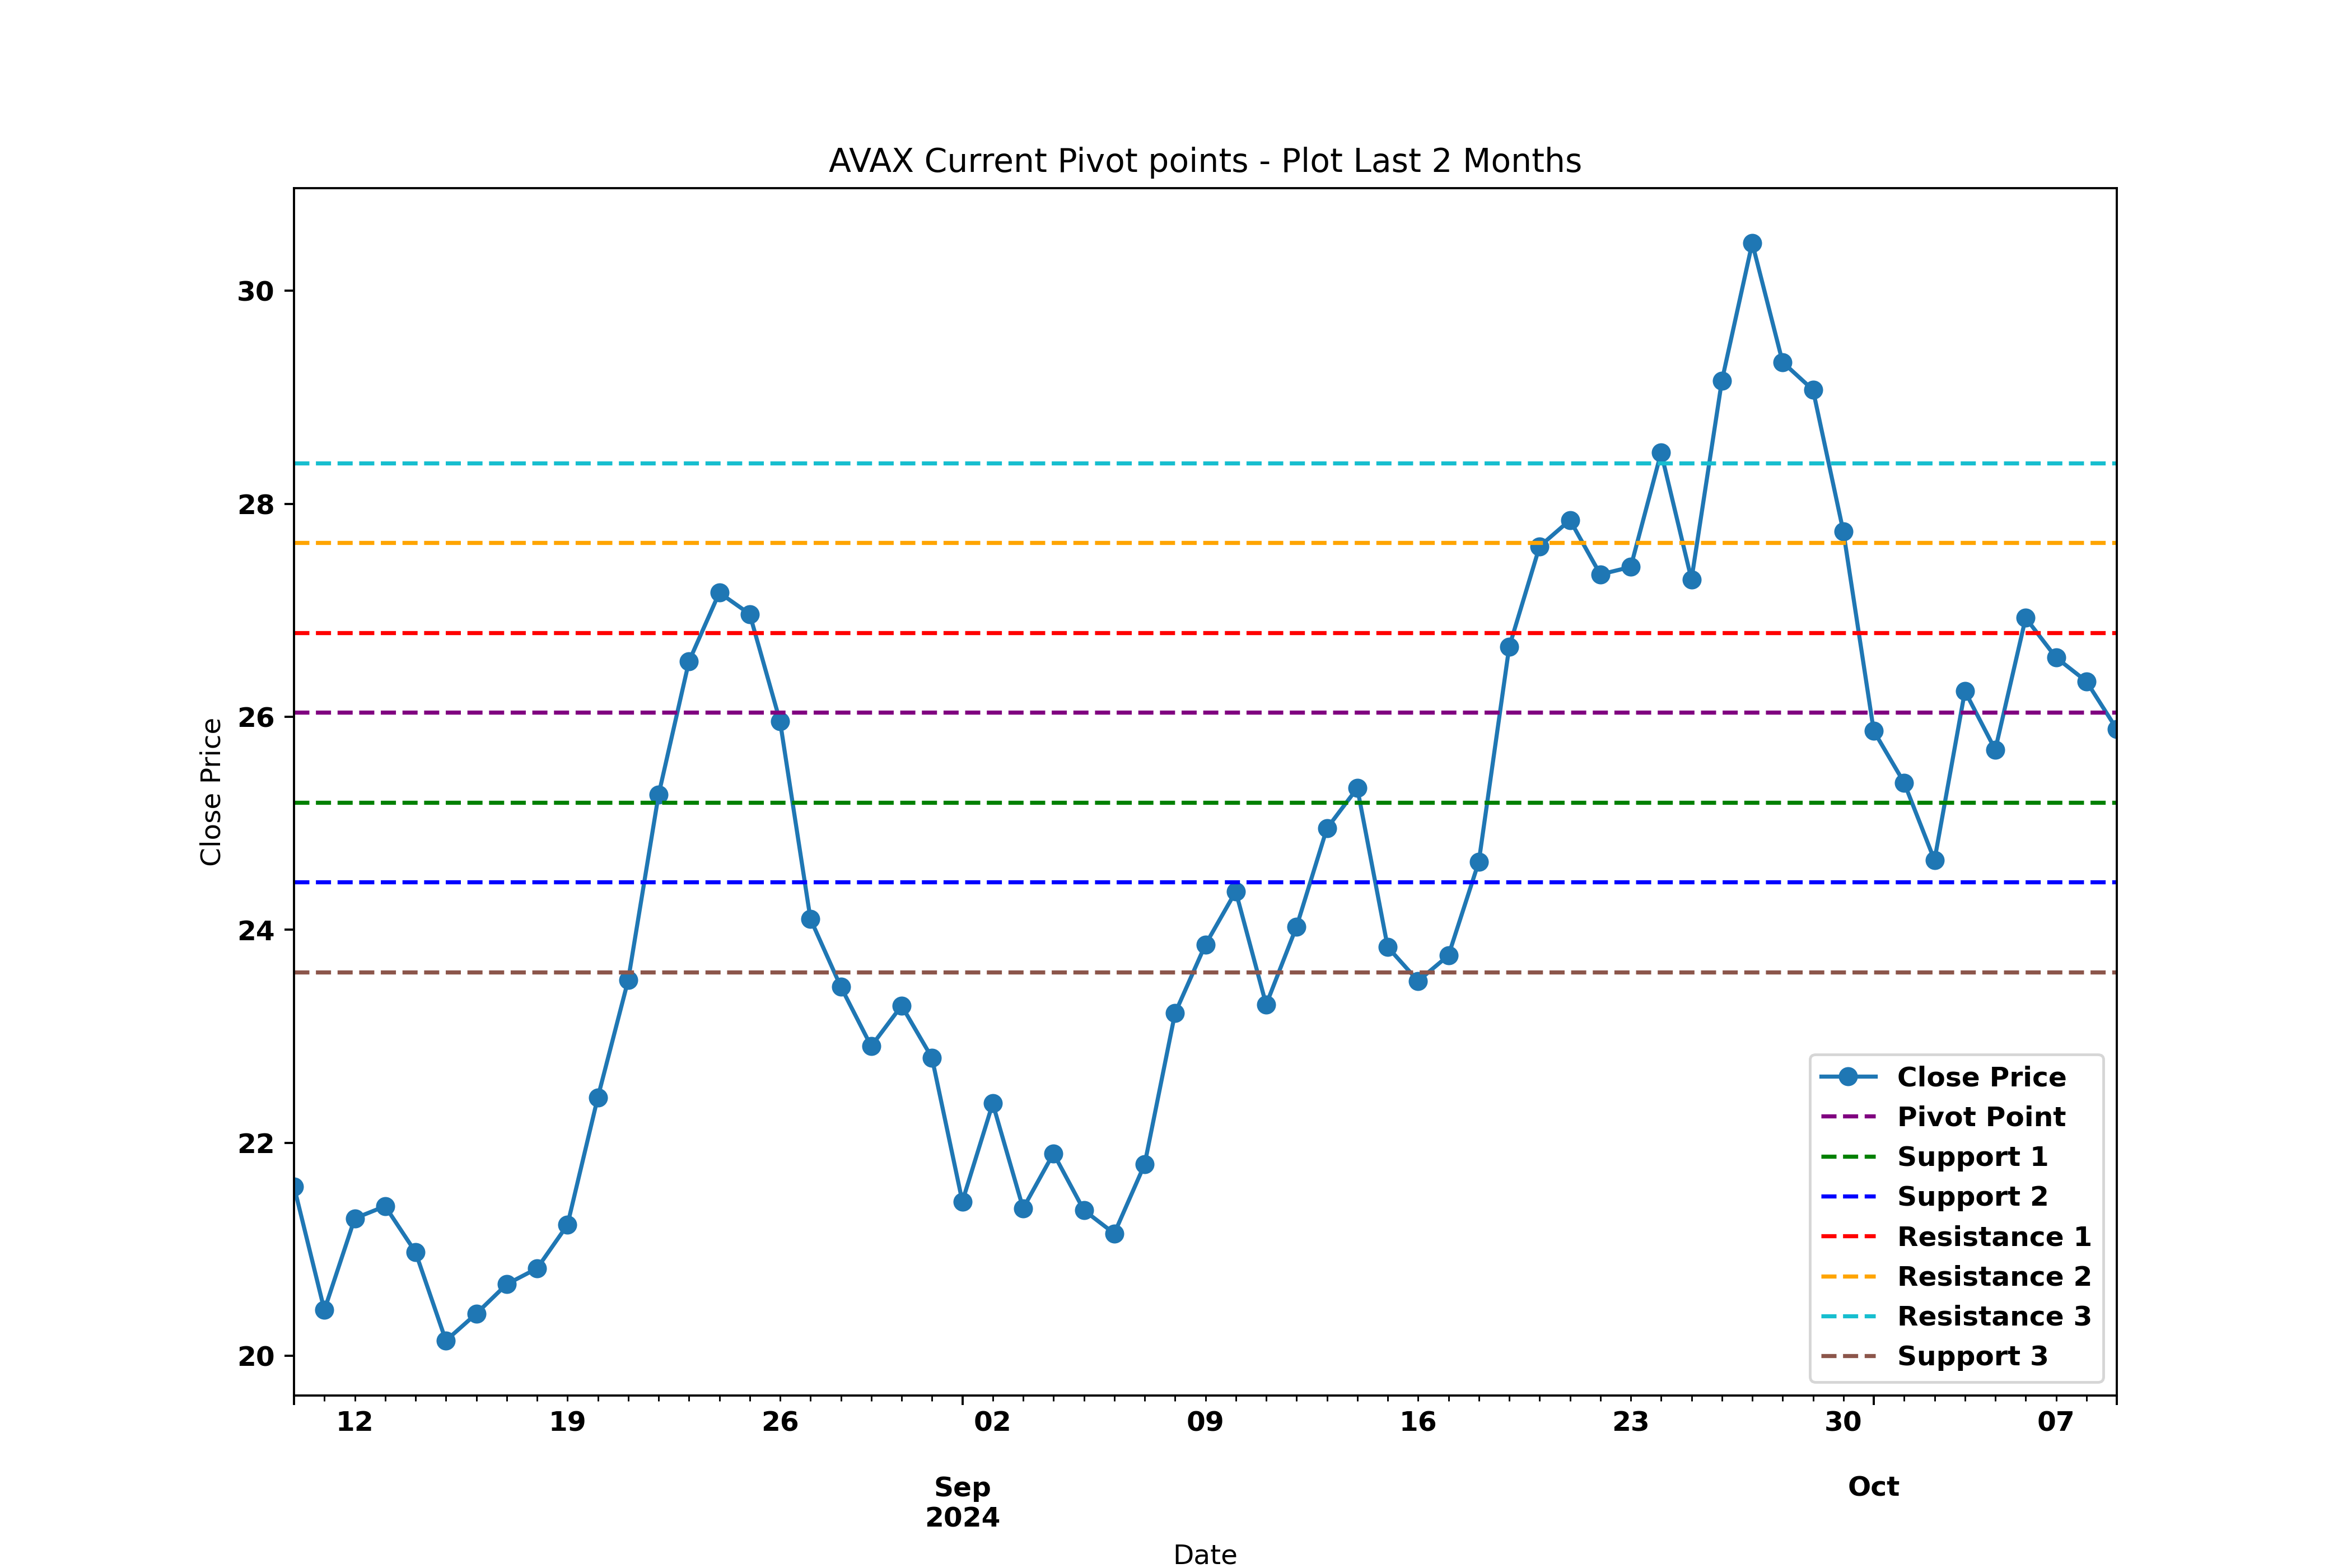 AVAX Current Pivot points - Plot Last 2 Months
Close Price
30
28
26
24
22
20
Close Price
Pivot Point
Support 1
Support 2
Resistance 1
Resistance 2
Resistance 3
Support 3
12 19 26 02 09 16 23 30 07
Sep Oct
2024
Date